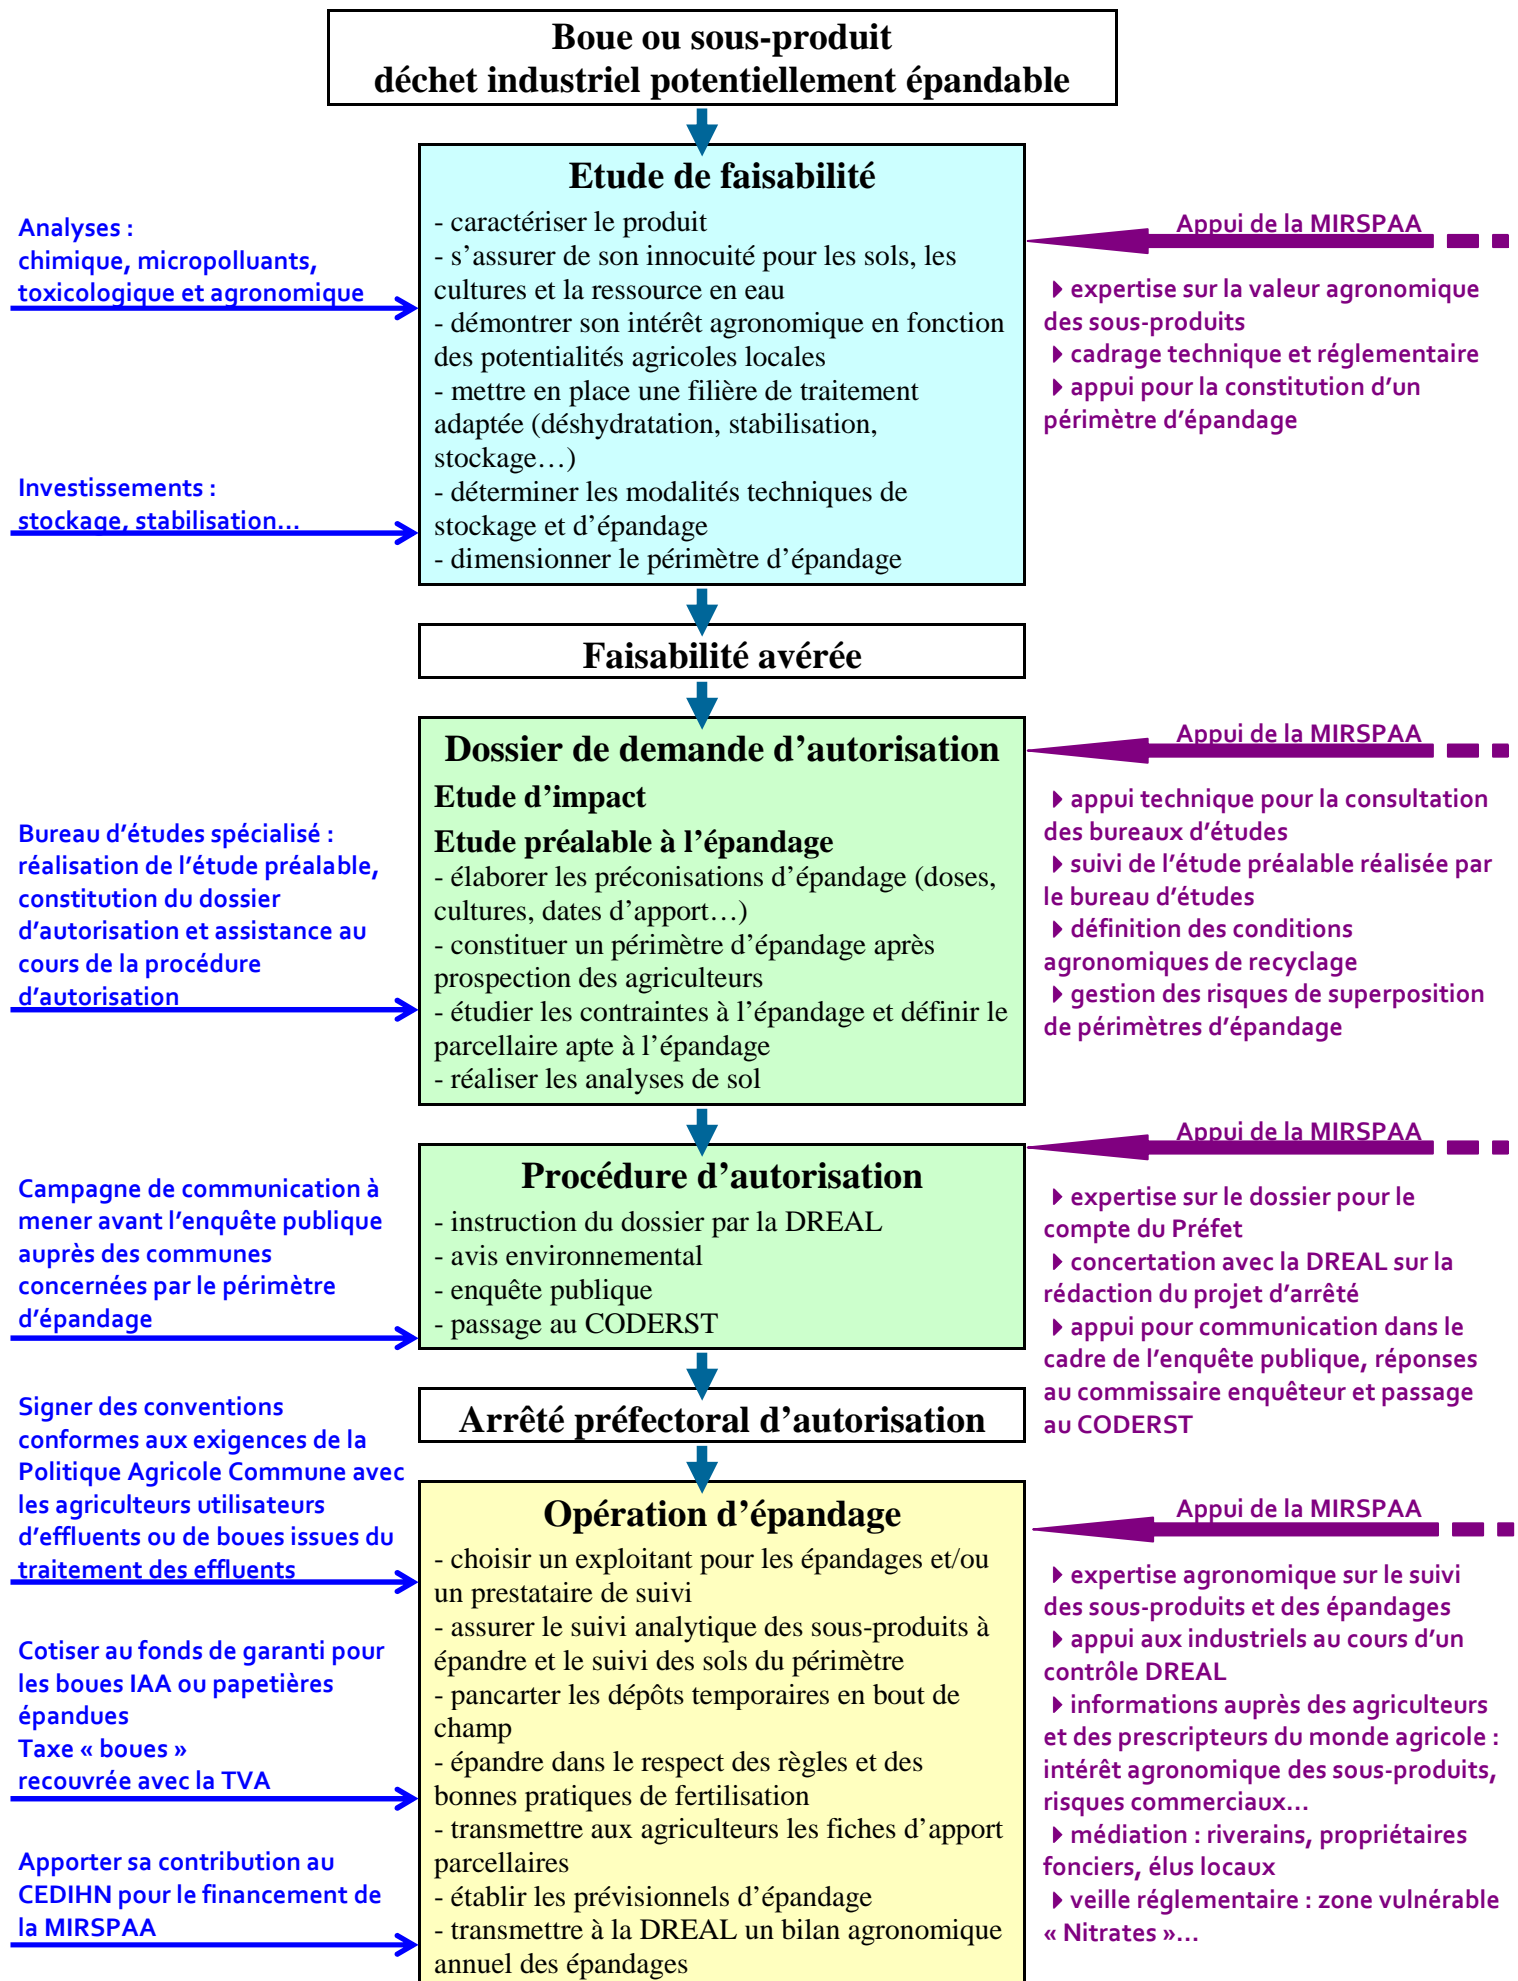 Boue ou sous-produit
déchet industriel potentiellement épandable
Etude de faisabilité
- caractériser le produit
- s’assurer de son innocuité pour les sols, les
cultures et la ressource en eau
- démontrer son intérêt agronomique en fonction
des potentialités agricoles locales
- mettre en place une filière de traitement
adaptée (déshydratation, stabilisation,
stockage…)
- déterminer les modalités techniques de
stockage et d’épandage
- dimensionner le périmètre d’épandage
Analyses :
chimique, micropolluants,
toxicologique et agronomique
Investissements :
stockage, stabilisation…
Appui de la MIRSPAA
expertise sur la valeur agronomique
des sous-produits
cadrage technique et réglementaire
appui pour la constitution d’un
périmètre d’épandage
Faisabilité avérée
Dossier de demande d’autorisation
Etude d’impact
Etude préalable à l’épandage
- élaborer les préconisations d’épandage (doses,
cultures, dates d’apport…)
- constituer un périmètre d’épandage après
prospection des agriculteurs
- étudier les contraintes à l’épandage et définir le
parcellaire apte à l’épandage
- réaliser les analyses de sol
Bureau d’études spécialisé :
réalisation de l’étude préalable,
constitution du dossier
d’autorisation et assistance au
cours de la procédure
d’autorisation
Appui de la MIRSPAA
appui technique pour la consultation
des bureaux d’études
suivi de l’étude préalable réalisée par
le bureau d’études
définition des conditions
agronomiques de recyclage
gestion des risques de superposition
de périmètres d’épandage
Procédure d’autorisation
- instruction du dossier par la DREAL
- avis environnemental
- enquête publique
- passage au CODERST
Campagne de communication à
mener avant l’enquête publique
auprès des communes
concernées par le périmètre
d’épandage
Appui de la MIRSPAA
expertise sur le dossier pour le
compte du Préfet
concertation avec la DREAL sur la
rédaction du projet d’arrêté
appui pour communication dans le
cadre de l’enquête publique, réponses
au commissaire enquêteur et passage
au CODERST
Arrêté préfectoral d’autorisation
Opération d’épandage
- choisir un exploitant pour les épandages et/ou
un prestataire de suivi
- assurer le suivi analytique des sous-produits à
épandre et le suivi des sols du périmètre
- pancarter les dépôts temporaires en bout de
champ
- épandre dans le respect des règles et des
bonnes pratiques de fertilisation
- transmettre aux agriculteurs les fiches d’apport
parcellaires
- établir les prévisionnels d’épandage
- transmettre à la DREAL un bilan agronomique
annuel des épandages
Signer des conventions
conformes aux exigences de la
Politique Agricole Commune avec
les agriculteurs utilisateurs
d’effluents ou de boues issues du
traitement des effluents
Cotiser au fonds de garanti pour
les boues IAA ou papetières
épandues
Taxe « boues »
recouvrée avec la TVA
Apporter sa contribution au
CEDIHN pour le financement de
la MIRSPAA
Appui de la MIRSPAA
expertise agronomique sur le suivi
des sous-produits et des épandages
appui aux industriels au cours d’un
contrôle DREAL
informations auprès des agriculteurs
et des prescripteurs du monde agricole :
intérêt agronomique des sous-produits,
risques commerciaux…
médiation : riverains, propriétaires
fonciers, élus locaux
veille réglementaire : zone vulnérable
« Nitrates »…